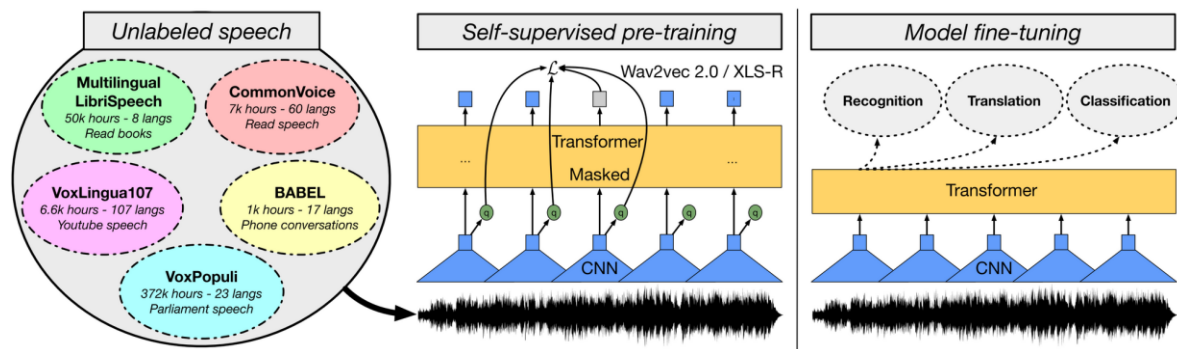 Unlabeled speech
Multilingual
LibriSpeech
50k hours - 8 langs
Read books
CommonVoice
7k hours - 60 langs
Read speech
VoxLingua107
6.6k hours - 107 langs
Youtube speech
BABEL
1k hours - 17 langs
Phone conversations
VoxPopuli
372k hours - 23 langs
Parliament speech
Self-supervised pre-training
ℒ
Wav2vec 2.0 / XLS-R
... Transformer ...
Masked
q q q q q
CNN
Model fine-tuning
Recognition
Translation
Classification
Transformer
CNN